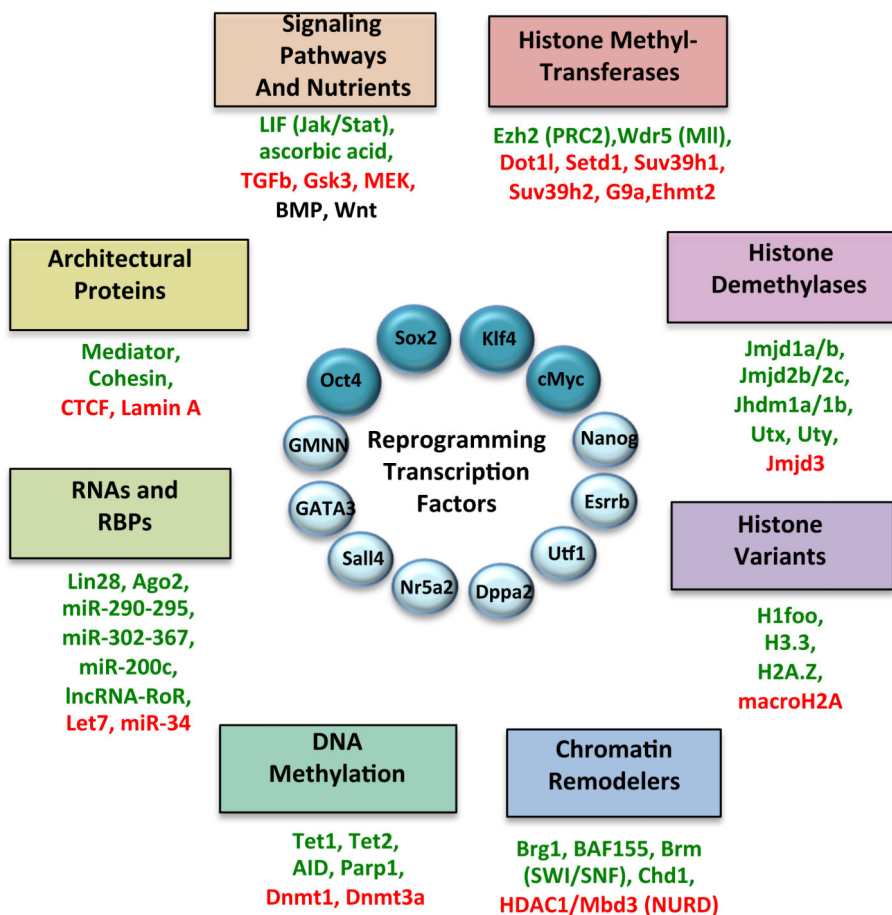 Signaling
Pathways
And Nutrients
LIF (Jak/Stat),
ascorbic acid,
TGFb, Gsk3, MEK,
BMP, Wnt
Histone Methyl-
Transferases
Ezh2 (PRC2),Wdr5 (Mll),
Dot1l, Setd1, Suv39h1,
Suv39h2, G9a,Ehmt2
Architectural
Proteins
Mediator,
Cohesin,
CTCF, Lamin A
Histone
Demethylases
Jmjd1a/b,
Jmjd2b/2c,
Jhdm1a/1b,
Utx, Uty,
Jmjd3
Sox2
Klf4
Oct4
cMyc
GMNN
Nanog
Reprogramming
Transcription
Factors
GATA3
Esrrb
Sall4
Utf1
Nr5a2
Dppa2
RNAs and
RBPs
Lin28, Ago2,
miR-290-295,
miR-302-367,
miR-200c,
lncRNA-RoR,
Let7, miR-34
Histone
Variants
H1foo,
H3.3,
H2A.Z,
macroH2A
DNA
Methylation
Tet1, Tet2,
AID, Parp1,
Dnmt1, Dnmt3a
Chromatin
Remodelers
Brg1, BAF155, Brm
(SWI/SNF), Chd1,
HDAC1/Mbd3 (NURD)